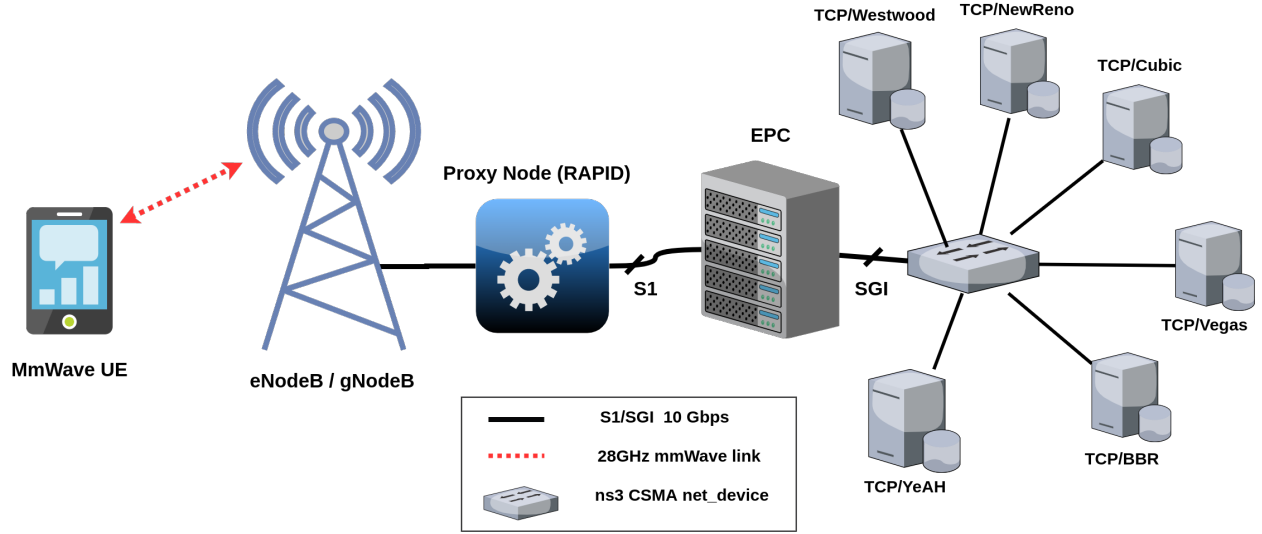 TCP/Westwood
TCP/NewReno
TCP/Cubic
EPC
Proxy Node (RAPID)
S1
SGI
TCP/Vegas
MmWave UE
eNodeB / gNodeB
TCP/BBR
TCP/YeAH
S1/SGI 10 Gbps
28GHz mmWave link
ns3 CSMA net_device